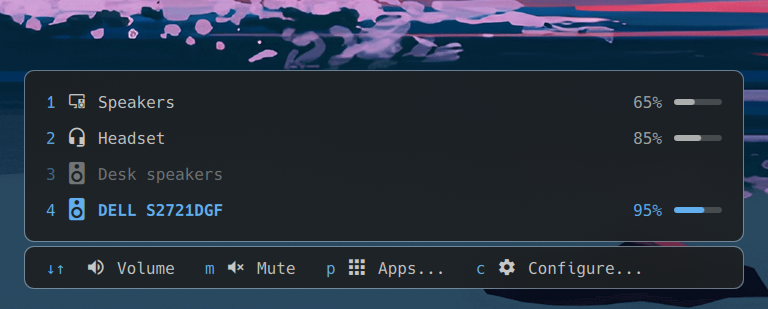 1 Speakers 65%
2 Headset 85%
3 Desk speakers
4 DELL S2721DGF 95%
↓↑ Volume m Mute p Apps... c Configure...